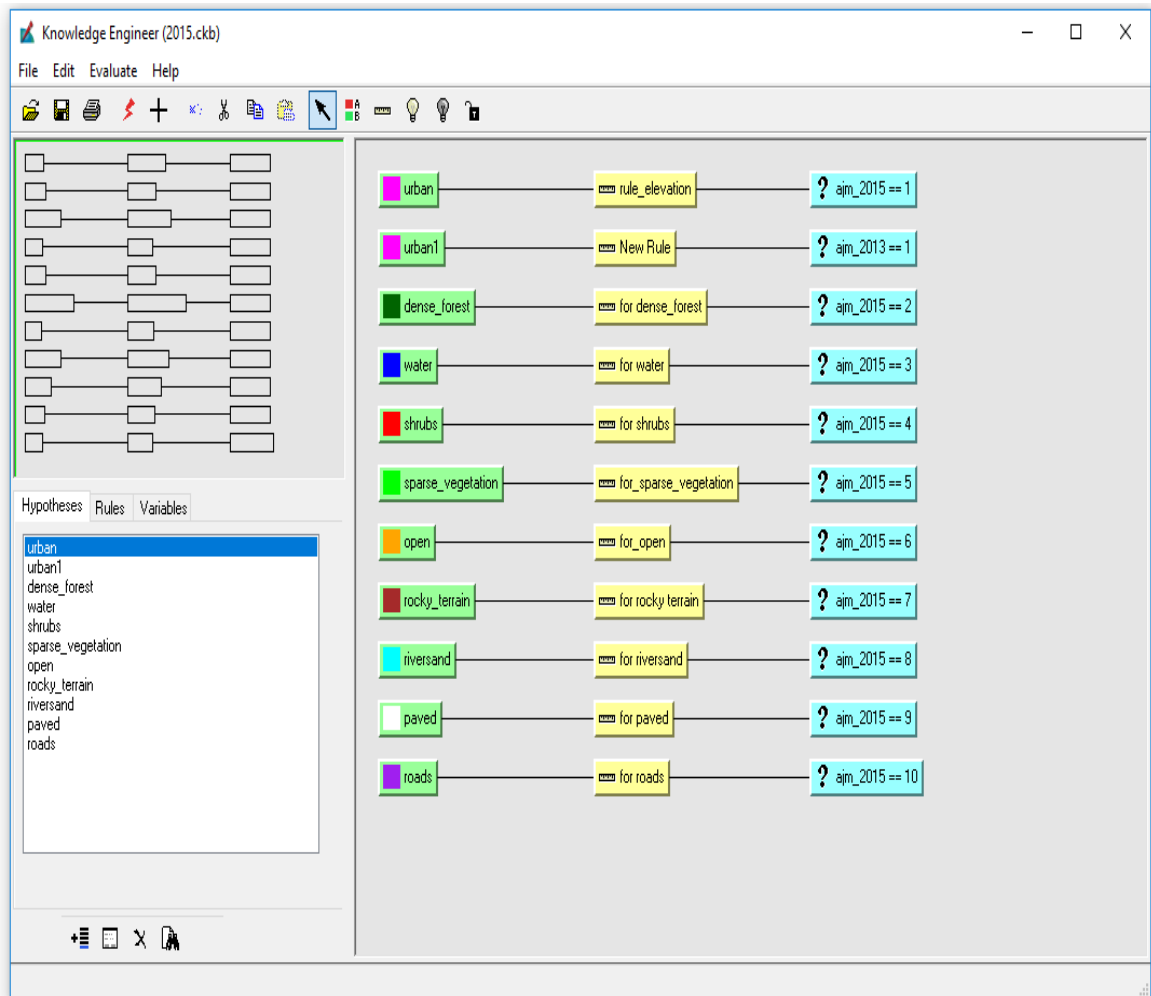 Knowledge Engineer (2015.ckb)
File Edit Evaluate Help
urban rule_elevation ? ajm_2015 == 1
urban1 New Rule ? ajm_2013 == 1
dense_forest for dense_forest ? ajm_2015 == 2
water for water ? ajm_2015 == 3
shrubs for shrubs ? ajm_2015 == 4
sparse_vegetation for_sparse_vegetation ? ajm_2015 == 5
open for_open ? ajm_2015 == 6
rocky_terrain for rocky terrain ? ajm_2015 == 7
riversand for riversand ? ajm_2015 == 8
paved for paved ? ajm_2015 == 9
roads for roads ? ajm_2015 == 10
Hypotheses Rules Variables
urban
urban1
dense_forest
water
shrubs
sparse_vegetation
open
rocky_terrain
riversand
paved
roads